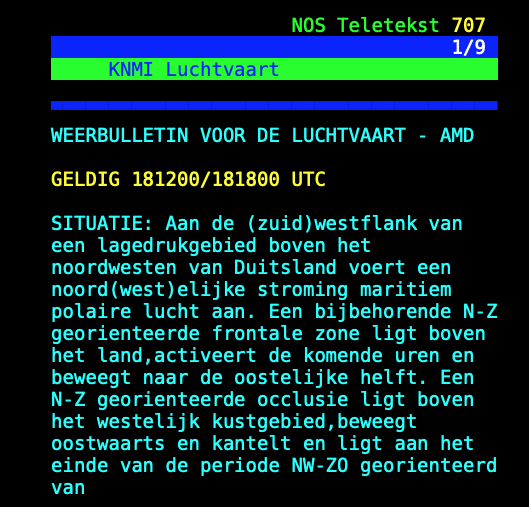 NOS Teletekst 707
1/9
KNMI Luchtvaart
WEERBULLETIN VOOR DE LUCHTVAART - AMD
GELDIG 181200/181800 UTC
SITUATIE: Aan de (zuid)westflank van
een lagedrukgebied boven het
noordwesten van Duitsland voert een
noord(west)elijke stroming maritiem
polaire lucht aan. Een bijbehorende N-Z
georienteerde frontale zone ligt boven
het land,activeert de komende uren en
beweegt naar de oostelijke helft. Een
N-Z georienteerde occlusie ligt boven
het westelijk kustgebied,beweegt
oostwaarts en kantelt en ligt aan het
einde van de periode NW-ZO georienteerd
van